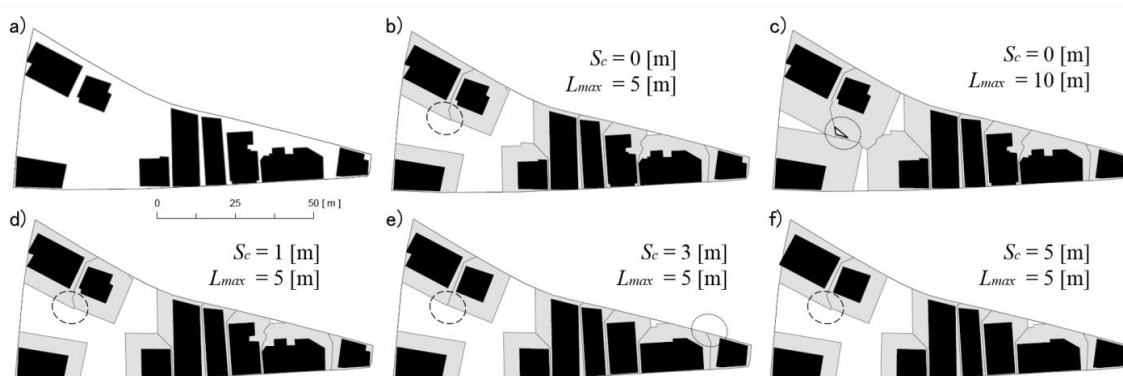 a)
b)
Sc = 0 [m]
Lmax = 5 [m]
c)
Sc = 0 [m]
Lmax = 10 [m]
0 25 50 [ m ]
d)
Sc = 1 [m]
Lmax = 5 [m]
e)
Sc = 3 [m]
Lmax = 5 [m]
f)
Sc = 5 [m]
Lmax = 5 [m]